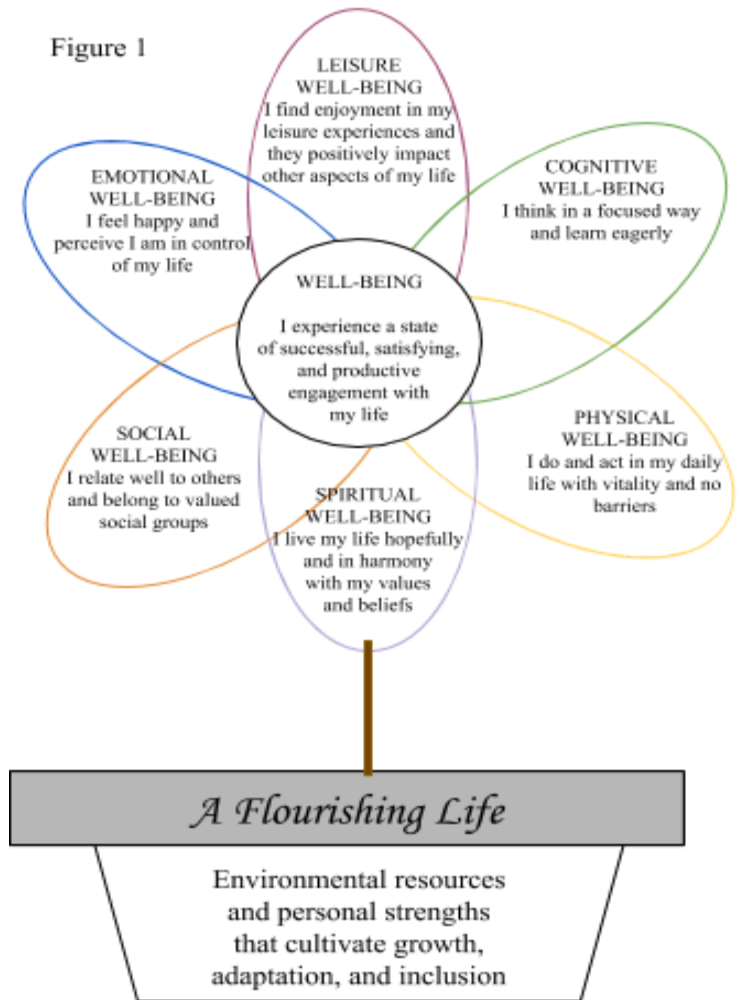 Figure 1
LEISURE
WELL-BEING
I find enjoyment in my
leisure experiences and
they positively impact
other aspects of my life
EMOTIONAL
WELL-BEING
I feel happy and
perceive I am in control
of my life
COGNITIVE
WELL-BEING
I think in a focused way
and learn eagerly
WELL-BEING
I experience a state
of successful, satisfying,
and productive
engagement with
my life
SOCIAL
WELL-BEING
I relate well to others
and belong to valued
social groups
PHYSICAL
WELL-BEING
I do and act in my daily
life with vitality and no
barriers
SPIRITUAL
WELL-BEING
I live my life hopefully
and in harmony
with my values
and beliefs
A Flourishing Life
Environmental resources
and personal strengths
that cultivate growth,
adaptation, and inclusion